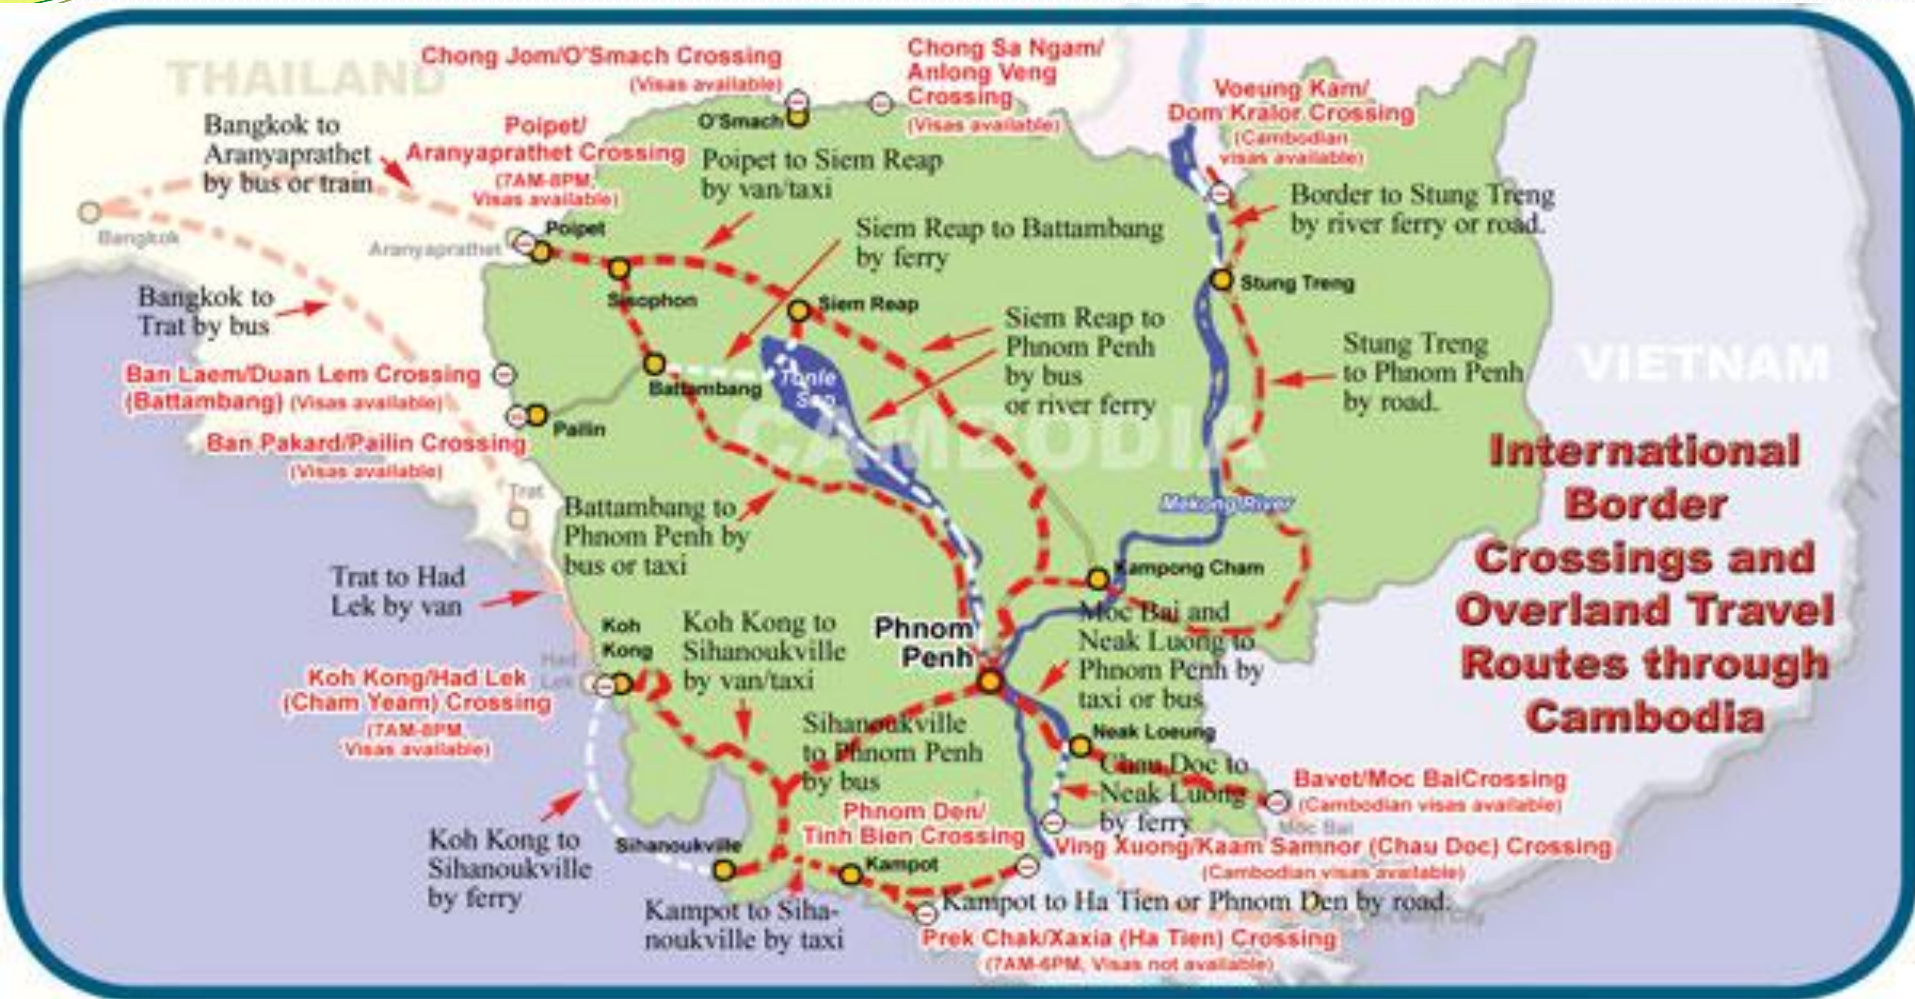 THAILAND
Chong Jom/O'Smach Crossing
(Visas available)
Chong Sa Ngam/
Anlong Veng
Crossing
(Visas available)
Voeung Kam/
Dom Kralor Crossing
(Cambodian
visas available)
Bangkok to
Aranyaprathet
by bus or train
Poipet/
Aranyaprathet Crossing
(7AM-8PM,
Visas available)
O'Smach
Poipet to Siem Reap
by van/taxi
Border to Stung Treng
by river ferry or road.
Bangkok
Aranyaprathet
Poipet
Siem Reap to Battambang
by ferry
Sisophon
Siem Reap
Stung Treng
Bangkok to
Trat by bus
Siem Reap to
Phnom Penh
by bus
or river ferry
Stung Treng
to Phnom Penh
by road.
VIETNAM
Ban Laem/Duan Lem Crossing
(Battambang) (Visas available)
Battambang
Tonle
Sap
CAMBODIA
Pailin
Ban Pakard/Pailin Crossing
(Visas available)
International
Border
Crossings and
Overland Travel
Routes through
Cambodia
Trat
Mekong River
Battambang to
Phnom Penh by
bus or taxi
Trat to Had
Lek by van
Kampong Cham
Koh
Kong
Koh Kong to
Sihanoukville
by van/taxi
Phnom
Penh
Moc Bai and
Neak Luong to
Phnom Penh by
taxi or bus
Had
Lek
Koh Kong/Had Lek
(Cham Yeam) Crossing
(7AM-8PM,
Visas available)
Sihanoukville
to Phnom Penh
by bus
Neak Loeung
Chau Doc to
Neak Luong
by ferry
Bavet/Moc BaiCrossing
(Cambodian visas available)
Moc Bai
Phnom Den/
Tinh Bien Crossing
Koh Kong to
Sihanoukville
by ferry
Sihanoukville
Kampot
Ving Xuong/Kaam Samnor (Chau Doc) Crossing
(Cambodian visas available)
Kampot to Siha-
noukville by taxi
Kampot to Ha Tien or Phnom Den by road.
Prek Chak/Xaxia (Ha Tien) Crossing
(7AM-6PM, Visas not available)